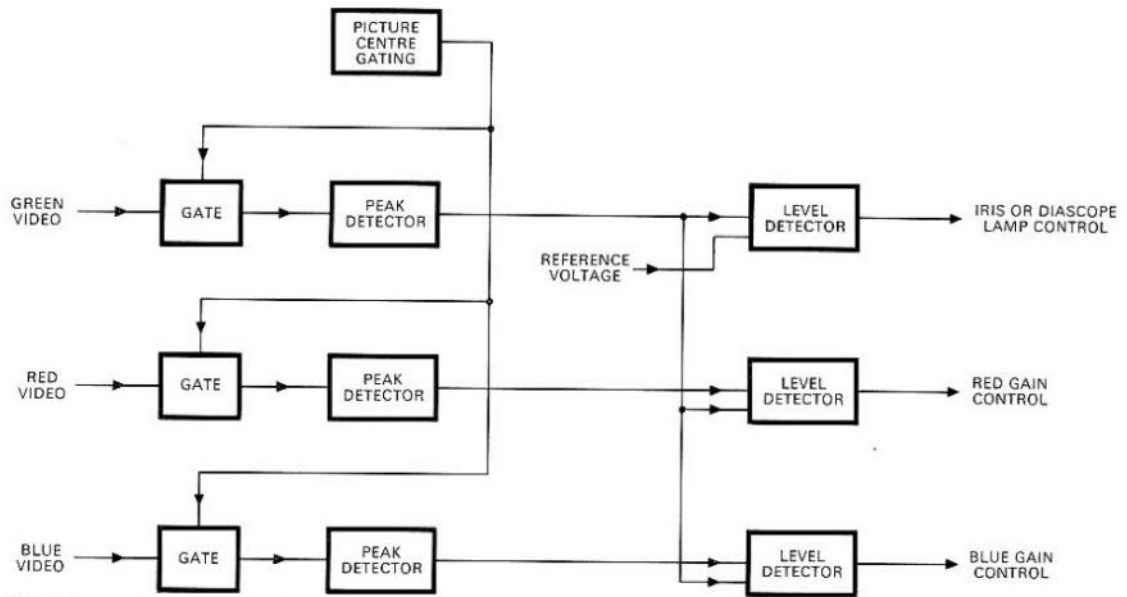 PICTURE
CENTRE
GATING
GREEN
VIDEO
GATE
PEAK
DETECTOR
LEVEL
DETECTOR
IRIS OR DIASCOPE
LAMP CONTROL
REFERENCE
VOLTAGE
RED
VIDEO
GATE
PEAK
DETECTOR
LEVEL
DETECTOR
RED GAIN
CONTROL
BLUE
VIDEO
GATE
PEAK
DETECTOR
LEVEL
DETECTOR
BLUE GAIN
CONTROL